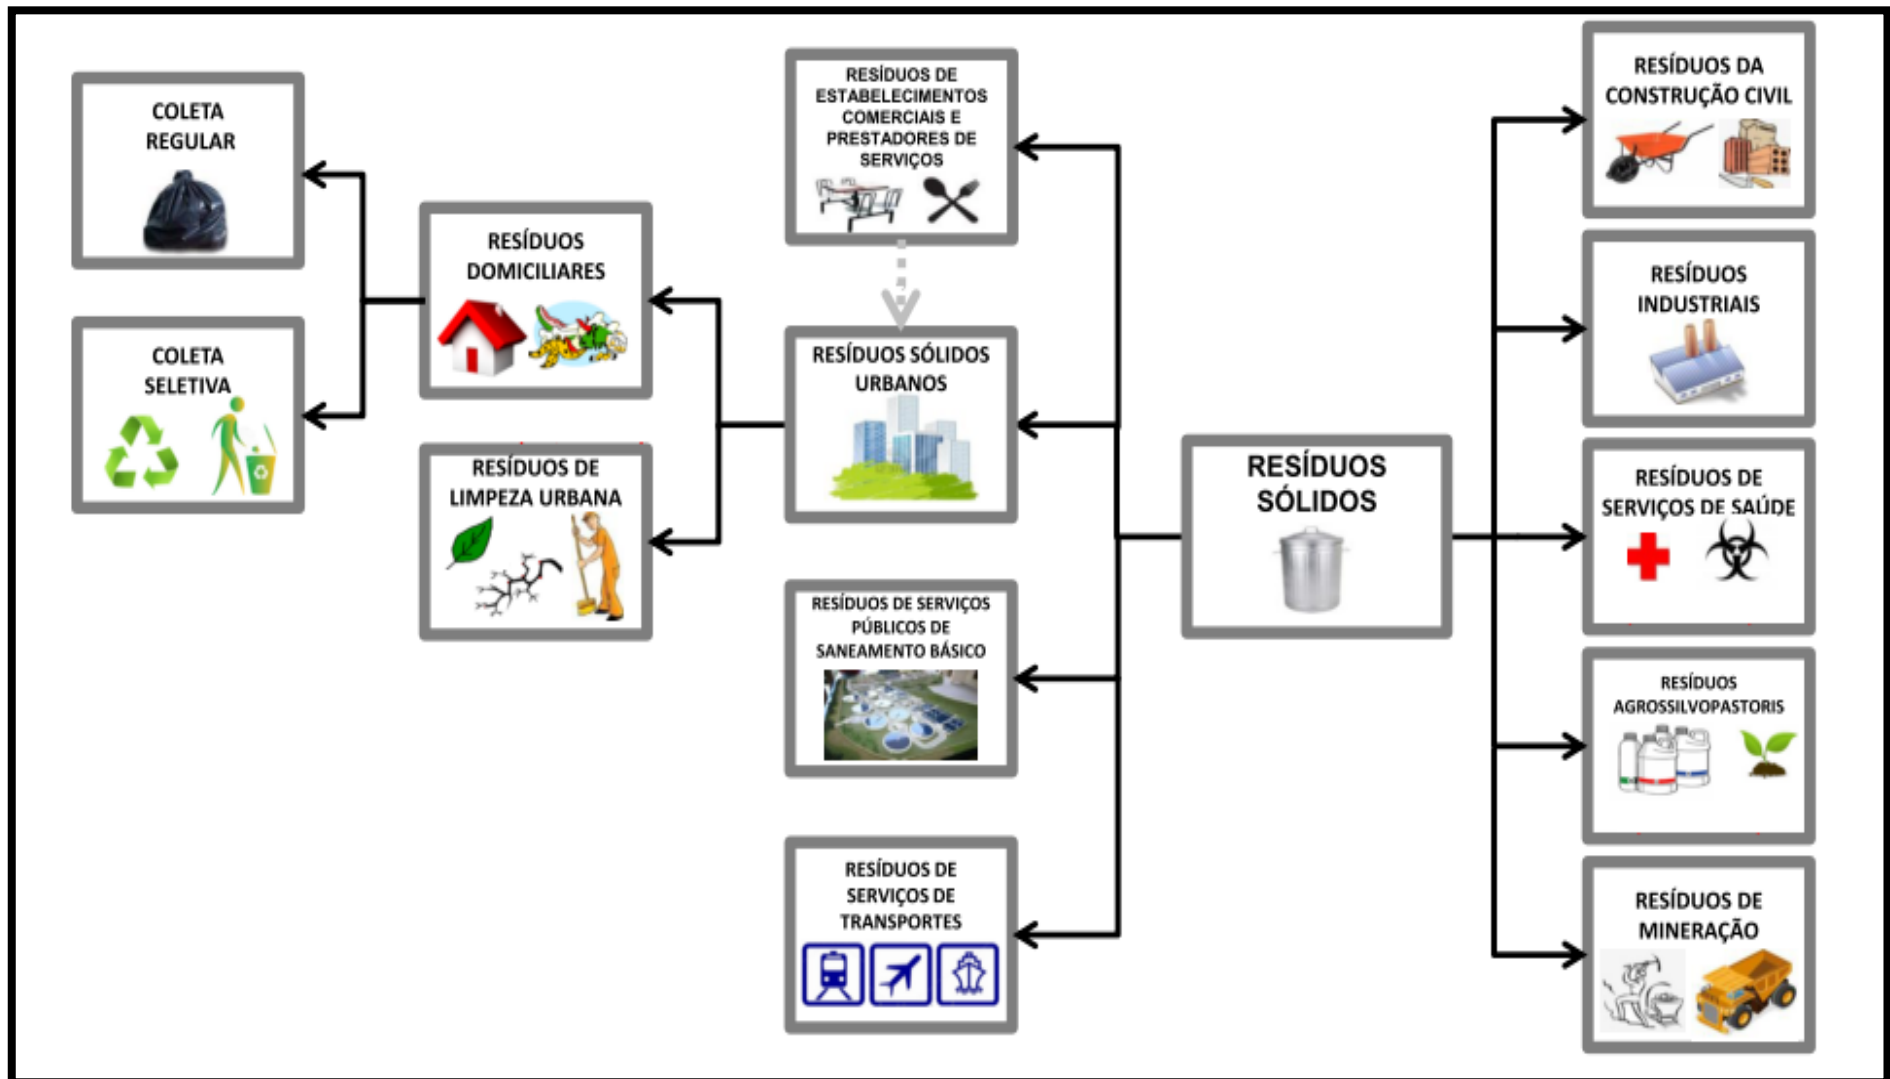 COLETA
REGULAR
COLETA
SELETIVA
RESÍDUOS
DOMICILIARES
RESÍDUOS DE
LIMPEZA URBANA
RESÍDUOS DE
ESTABELECIMENTOS
COMERCIAIS E
PRESTADORES DE
SERVIÇOS
RESÍDUOS SÓLIDOS
URBANOS
RESÍDUOS DE SERVIÇOS
PÚBLICOS DE
SANEAMENTO BÁSICO
RESÍDUOS DE
SERVIÇOS DE
TRANSPORTES
RESÍDUOS
SÓLIDOS
RESÍDUOS DA
CONSTRUÇÃO CIVIL
RESÍDUOS
INDUSTRIAIS
RESÍDUOS DE
SERVIÇOS DE SAÚDE
RESÍDUOS
AGROSSILVOPASTORIS
RESÍDUOS DE
MINERAÇÃO